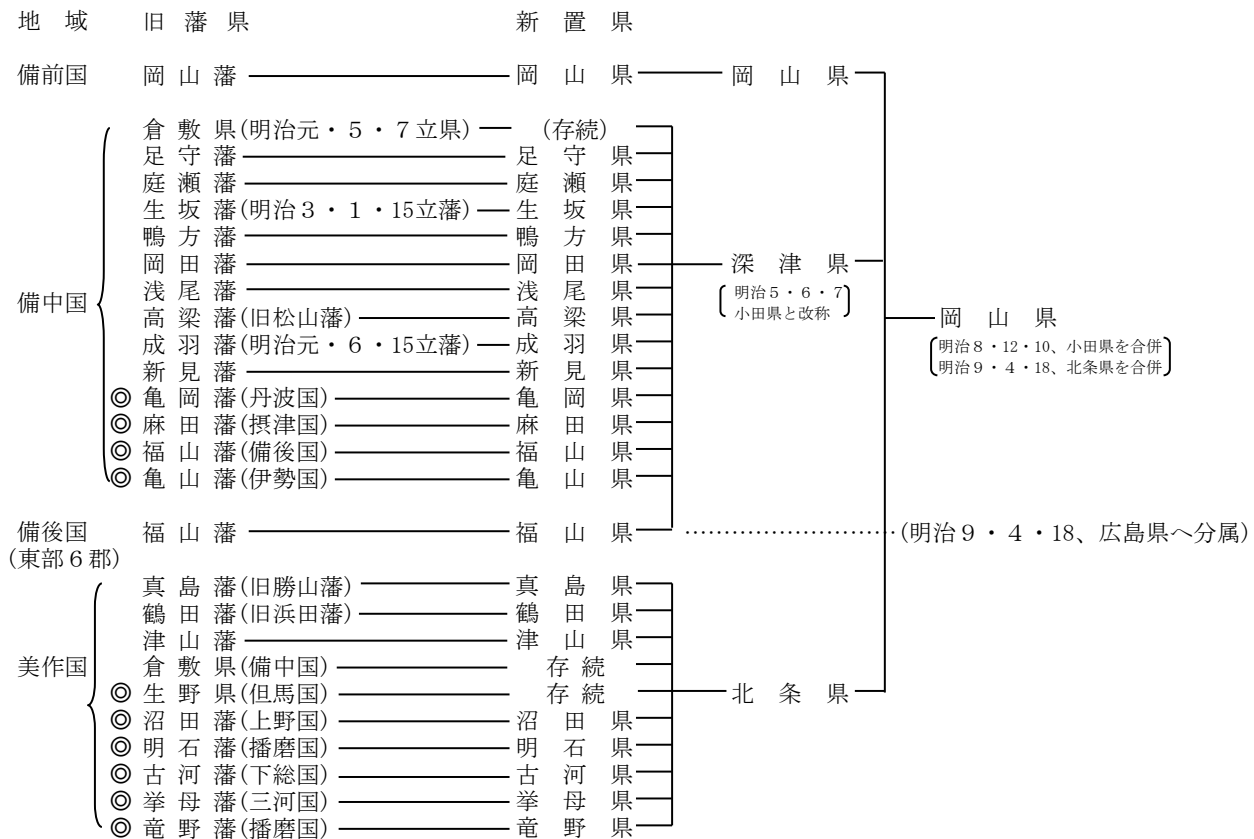 地域 旧藩県 新置県
備前国 岡山藩 岡山県 岡山県
倉敷県(明治元・5・7立県) (存続)
足守藩 足守県
庭瀬藩 庭瀬県
生坂藩(明治3・1・15立藩) 生坂県
鴨方藩 鴨方県
岡田藩 岡田県 深津県
備中国 浅尾藩 浅尾県 明治5・6・7
小田県と改称
高梁藩(旧松山藩) 高梁県 岡山県
成羽藩(明治元・6・15立藩) 成羽県 明治8・12・10、小田県を合併
新見藩 新見県 明治9・4・18、北条県を合併
◎ 亀岡藩(丹波国) 亀岡県
◎ 麻田藩(摂津国) 麻田県
◎ 福山藩(備後国) 福山県
◎ 亀山藩(伊勢国) 亀山県
備後国 福山藩 福山県 ……………………(明治9・4・18、広島県へ分属)
(東部6郡)
真島藩(旧勝山藩) 真島県
鶴田藩(旧浜田藩) 鶴田県
津山藩 津山県
美作国 倉敷県(備中国) 存続
◎ 生野県(但馬国) 存続 北条県
◎ 沼田藩(上野国) 沼田県
◎ 明石藩(播磨国) 明石県
◎ 古河藩(下総国) 古河県
◎ 挙母藩(三河国) 挙母県
◎ 竜野藩(播磨国) 竜野県